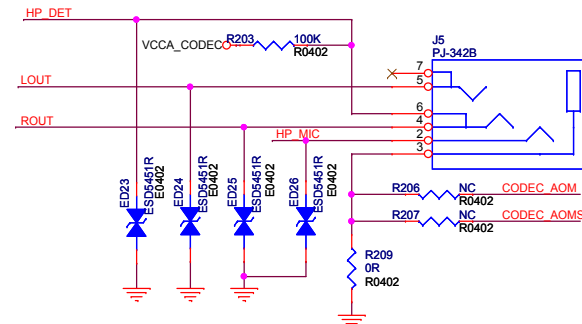 HP_DET
J5
PJ-342B
VCCA_CODEC
R203
100K
R0402
7
LOUT
5
6
ROUT
4
HP_MIC
2
3
ED23
ESD5451R
E0402
ED24
ESD5451R
E0402
ED25
ESD5451R
E0402
ED26
ESD5451R
E0402
R206
NC
CODEC_AOM
R0402
R207
NC
CODEC_AOMS
R0402
R209
0R
R0402